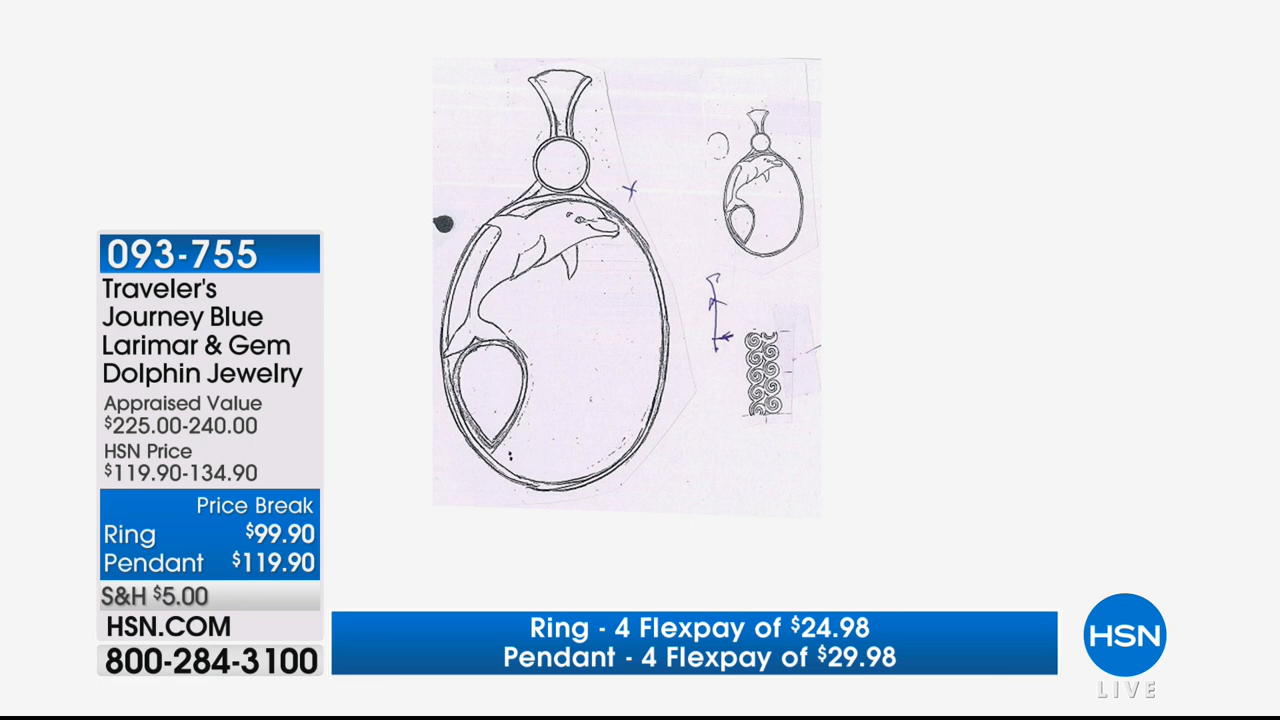 093-755
Traveler's
Journey Blue
Larimar & Gem
Dolphin Jewelry
Appraised Value
$225.00-240.00
HSN Price
$119.90-134.90
Price Break
Ring $99.90
Pendant $119.90
S&H $5.00
HSN.COM
800-284-3100
Ring - 4 Flexpay of $24.98
Pendant - 4 Flexpay of $29.98
HSN
LIVE